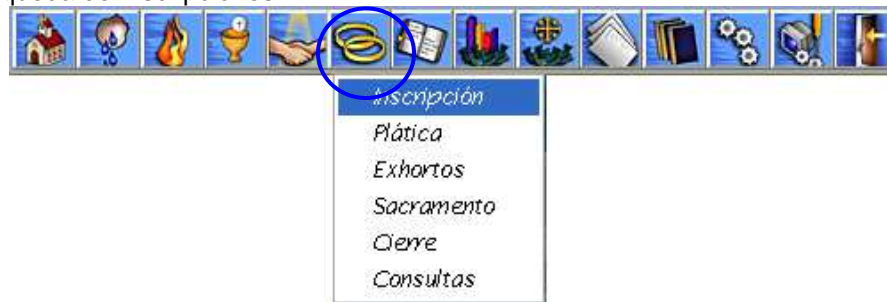 Inscripción
Plática
Exhortos
Sacramento
Cierre
Consultas